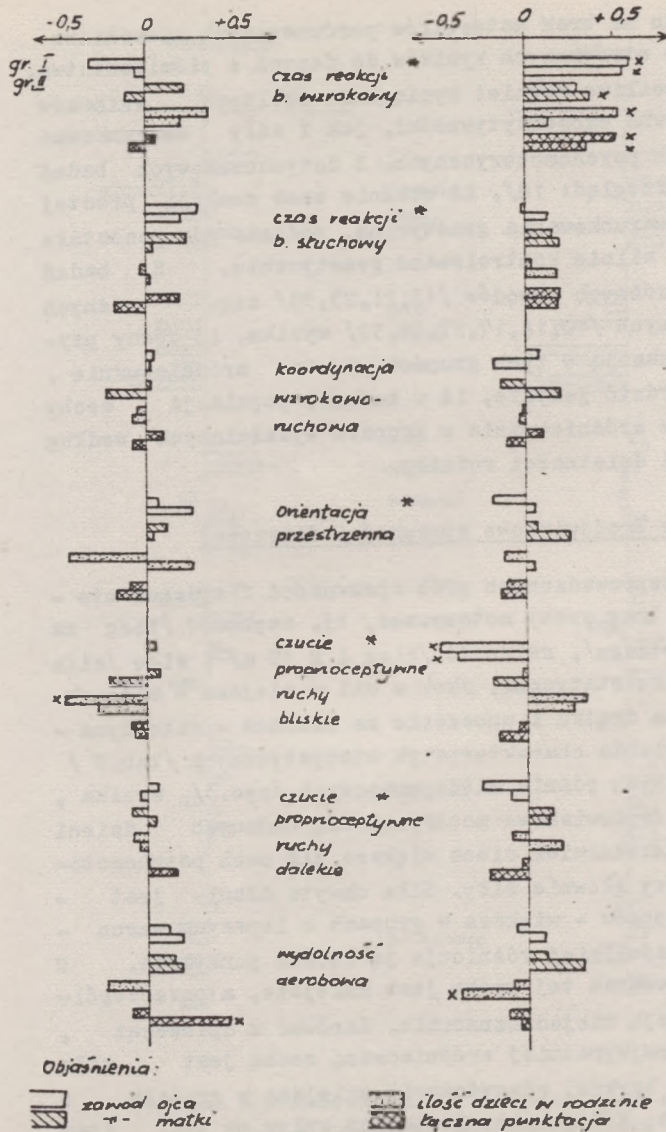 -0,5 0 +0,5 -0,5 0 +0,5
gr. I
gr. II
czas reakcji *
b. wzrokowy
x
x
x
x
x
x
czas reakcji *
b. słuchowy
koordynacja
wzrokowo-
ruchowa
Orientacja *
przestrzenna
czucie *
proprioceptywne
ruchy
bliskie
x
x
x
czucie *
proprioceptywne
ruchy
dalekie
wydolność
aerobowa
x
x
Objaśnienia:
zawód ojca
-"- matki
ilość dzieci w rodzinie
łączna punktacja